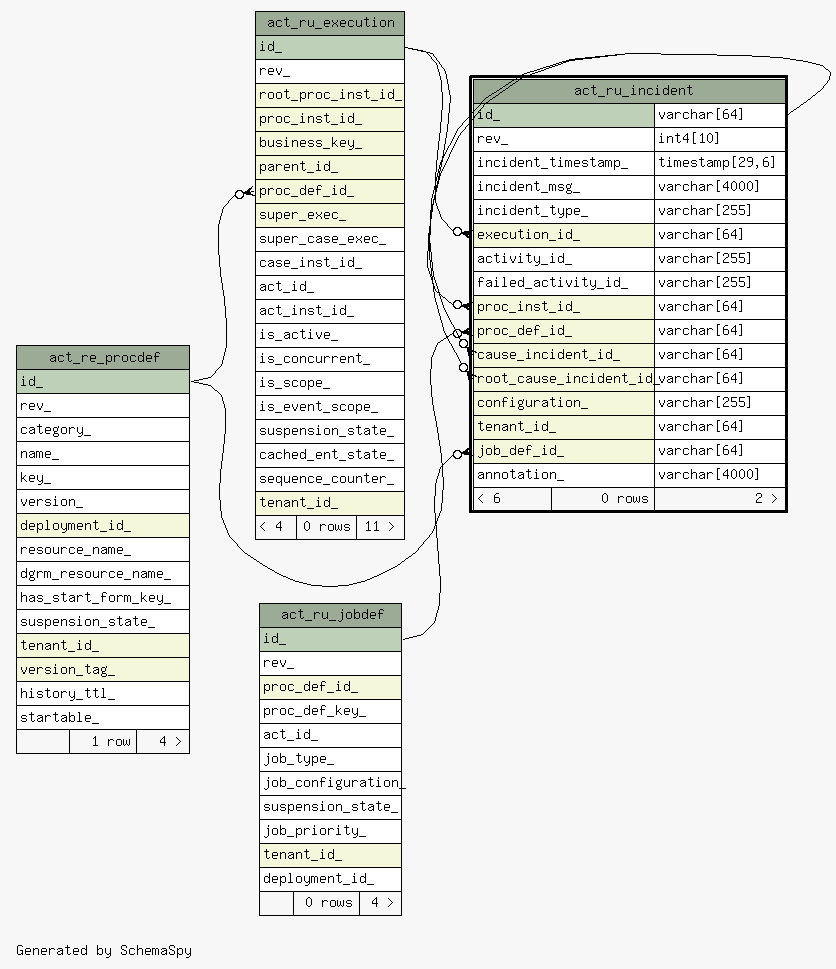 act_ru_execution
id_
rev_
root_proc_inst_id_
proc_inst_id_
business_key_
parent_id_
proc_def_id_
super_exec_
super_case_exec_
case_inst_id_
act_id_
act_inst_id_
is_active_
is_concurrent_
is_scope_
is_event_scope_
suspension_state_
cached_ent_state_
sequence_counter_
tenant_id_
< 4 0 rows 11 >
act_ru_incident
id_ varchar[64]
rev_ int4[10]
incident_timestamp_ timestamp[29,6]
incident_msg_ varchar[4000]
incident_type_ varchar[255]
execution_id_ varchar[64]
activity_id_ varchar[255]
failed_activity_id_ varchar[255]
proc_inst_id_ varchar[64]
proc_def_id_ varchar[64]
cause_incident_id_ varchar[64]
root_cause_incident_id_ varchar[64]
configuration_ varchar[255]
tenant_id_ varchar[64]
job_def_id_ varchar[64]
annotation_ varchar[4000]
< 6 0 rows 2 >
act_re_procdef
id_
rev_
category_
name_
key_
version_
deployment_id_
resource_name_
dgrm_resource_name_
has_start_form_key_
suspension_state_
tenant_id_
version_tag_
history_ttl_
startable_
1 row 4 >
act_ru_jobdef
id_
rev_
proc_def_id_
proc_def_key_
act_id_
job_type_
job_configuration_
suspension_state_
job_priority_
tenant_id_
deployment_id_
0 rows 4 >
Generated by SchemaSpy